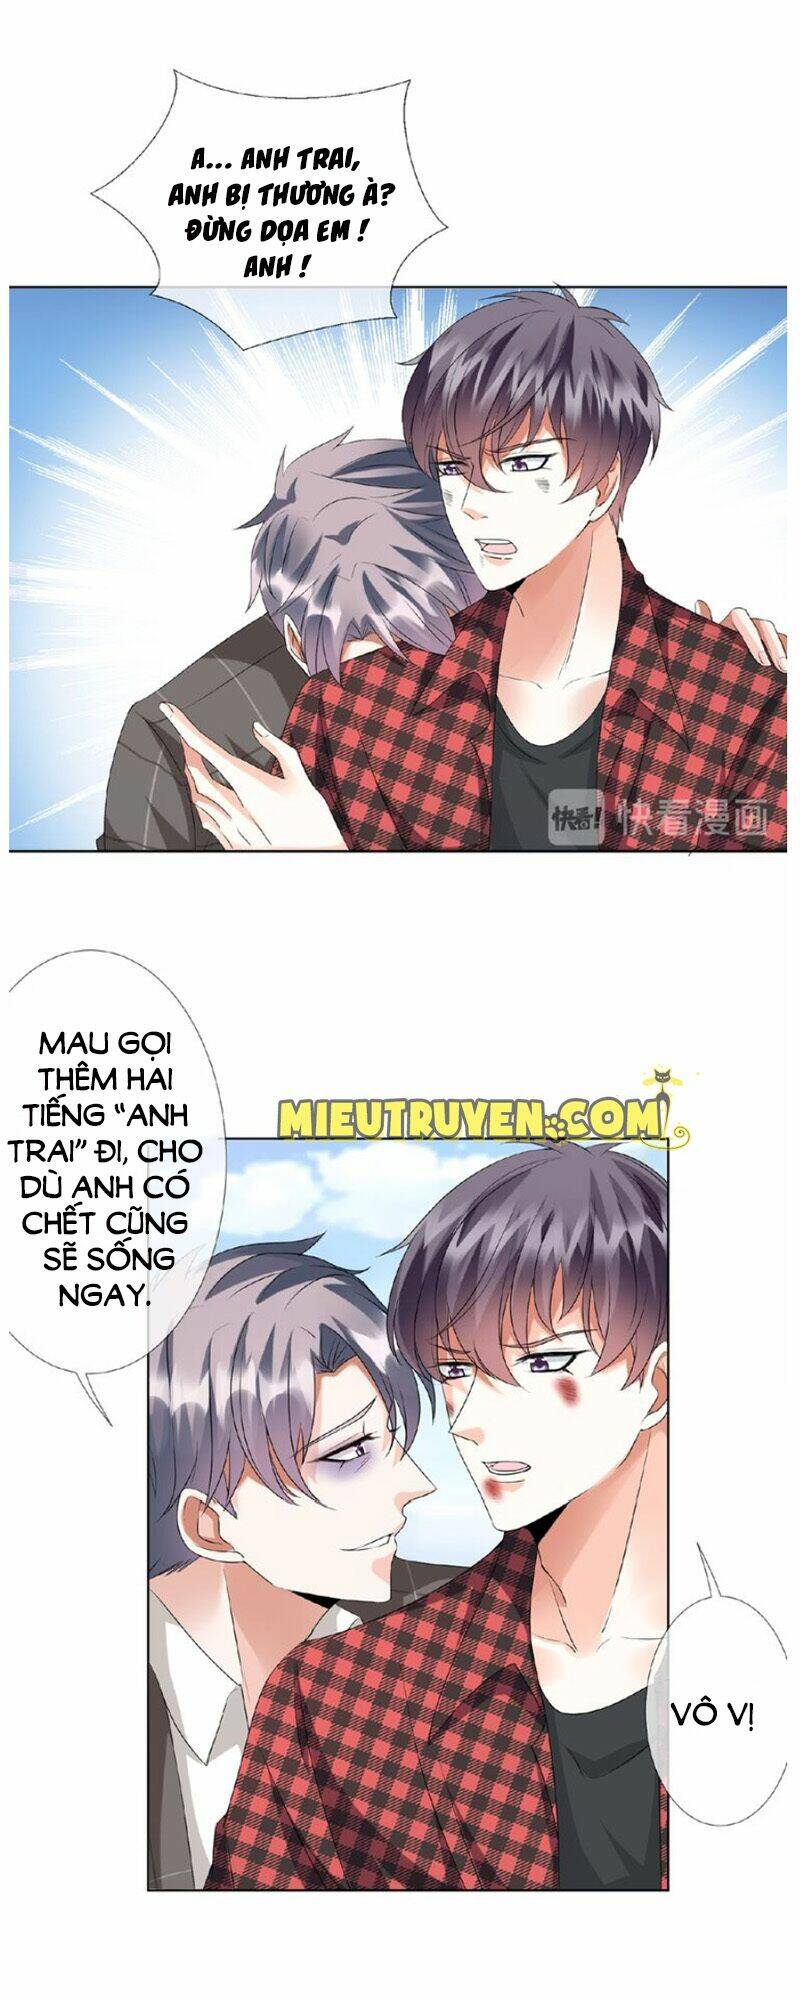 A... ANH TRAI,
ANH BỊ THƯƠNG À?
ĐỪNG DỌA EM !
ANH !
快看! 快看漫画
MAU GỌI
THÊM HAI
TIẾNG “ANH
TRAI” ĐI, CHO
DÙ ANH CÓ
CHẾT CŨNG
SẼ SỐNG
NGAY.
MIEUTRUYEN.COM
VÔ VỊ